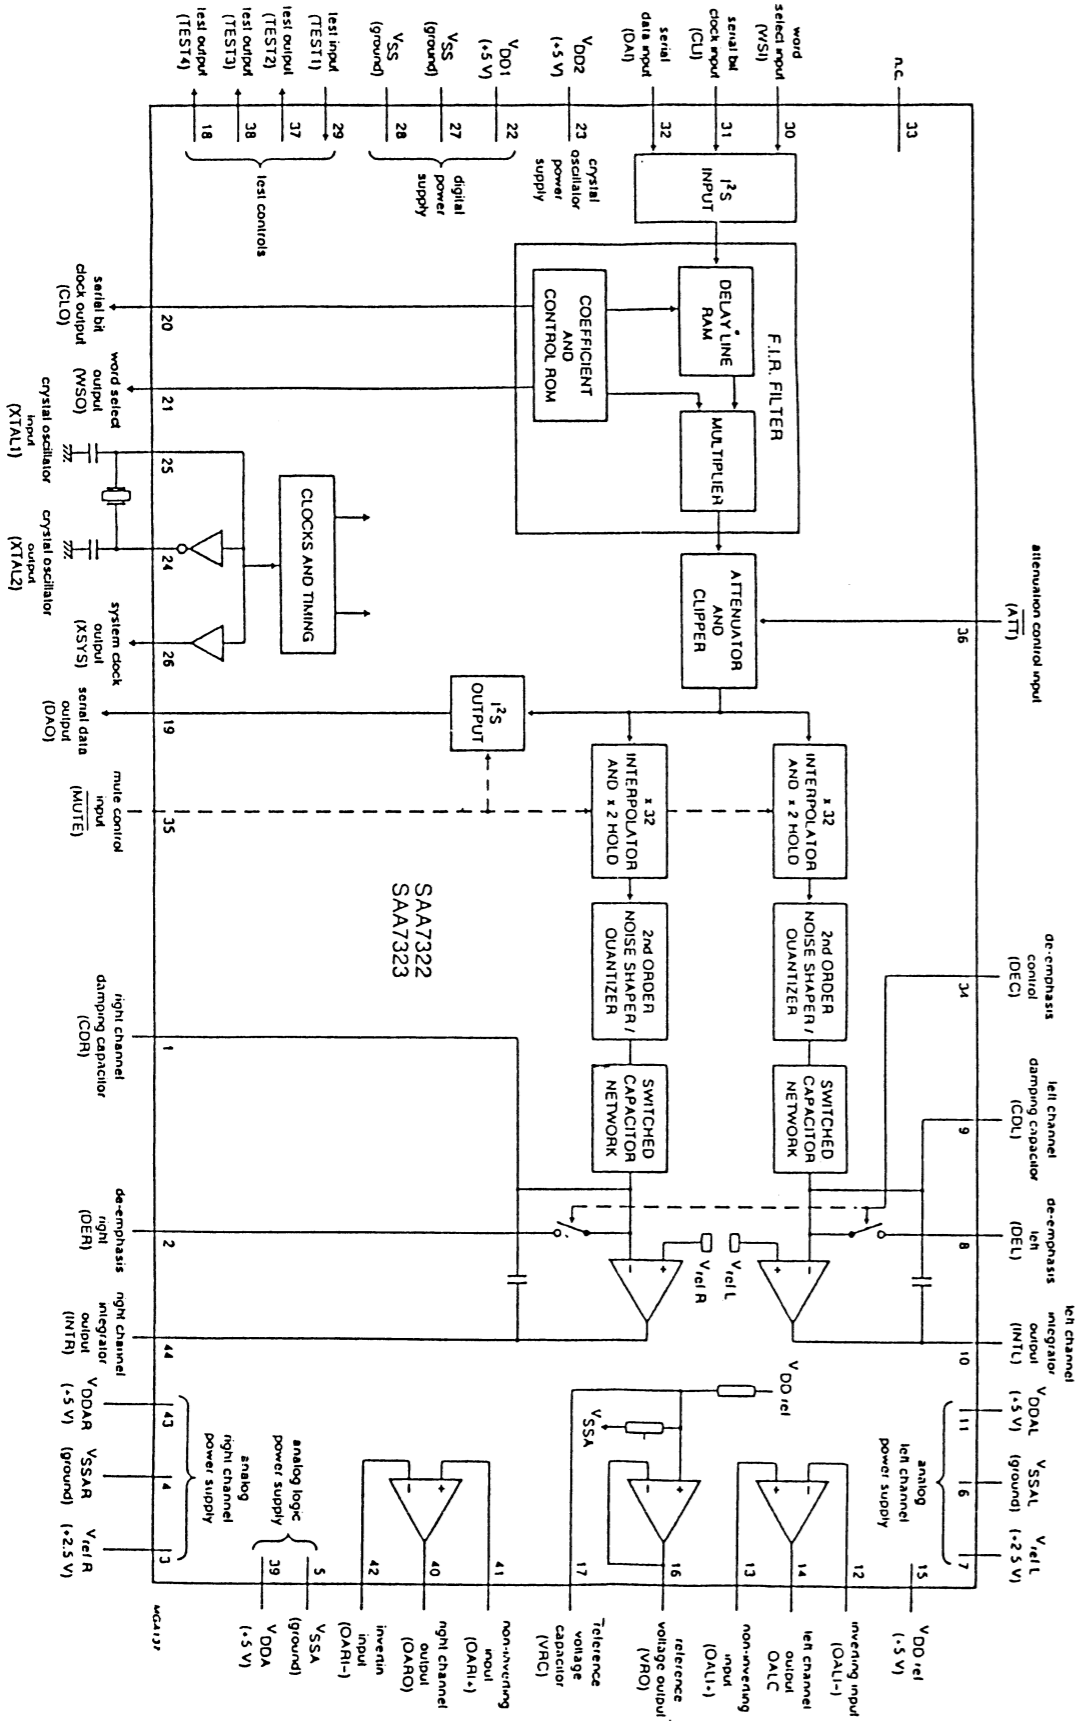 n.c.
33
word
select input
(WSI)
30
serial bit
clock input
(CLI)
31
serial
data input
(DAI)
32
VDD2
(+5 V)
23
crystal
oscillator
power
supply
VDD1
(+5 V)
22
VSS
(ground)
27
VSS
(ground)
28
digital
power
supply
test input
(TEST1)
29
test output
(TEST2)
37
test output
(TEST3)
38
test output
(TEST4)
18
test controls
I²S
INPUT
F.I.R. FILTER
DELAY LINE
RAM
COEFFICIENT
AND
CONTROL ROM
MULTIPLIER
serial bit
clock output
(CLO)
20
word select
output
(WSO)
21
crystal oscillator
input
(XTAL1)
25
crystal oscillator
output
(XTAL2)
24
CLOCKS AND TIMING
system clock
output
(XSYS)
26
attenuation control input
(ATT)
36
ATTENUATOR
AND
CLIPPER
I²S
OUTPUT
serial data
output
(DAO)
19
mute control
input
(MUTE)
35
x 32
INTERPOLATOR
AND x 2 HOLD
x 32
INTERPOLATOR
AND x 2 HOLD
2nd ORDER
NOISE SHAPER /
QUANTIZER
2nd ORDER
NOISE SHAPER /
QUANTIZER
SAA7322
SAA7323
SWITCHED
CAPACITOR
NETWORK
SWITCHED
CAPACITOR
NETWORK
de-emphasis
control
(DEC)
34
left channel
damping capacitor
(CDL)
9
de-emphasis
left
(DEL)
8
left channel
integrator
output
(INTL)
10
right channel
damping capacitor
(CDR)
1
de-emphasis
right
(DER)
2
right channel
integrator
output
(INTR)
44
Vref L
Vref R
−
+
+
−
VDDAL
(+5 V)
11
VSSAL
(ground)
6
Vref L
(+2 5 V)
7
analog
left channel
power supply
VDD ref
VSSA
VDDAR
(+5 V)
43
VSSAR
(ground)
4
Vref R
(+2.5 V)
3
analog
right channel
power supply
analog logic
power supply
−
+
−
+
−
+
15
VDD ref
(+5 V)
12
inverting input
(OALI−)
14
left channel
output
OALC
13
non-inverting
input
(OALI+)
16
reference
voltage output
(VRO)
17
reference
voltage
capacitor
(VRC)
41
non-inverting
input
(OARI+)
40
right channel
output
(OARO)
42
invertin
input
(OARI−)
5
VSSA
(ground)
39
VDDA
(+5 V)
MGA137